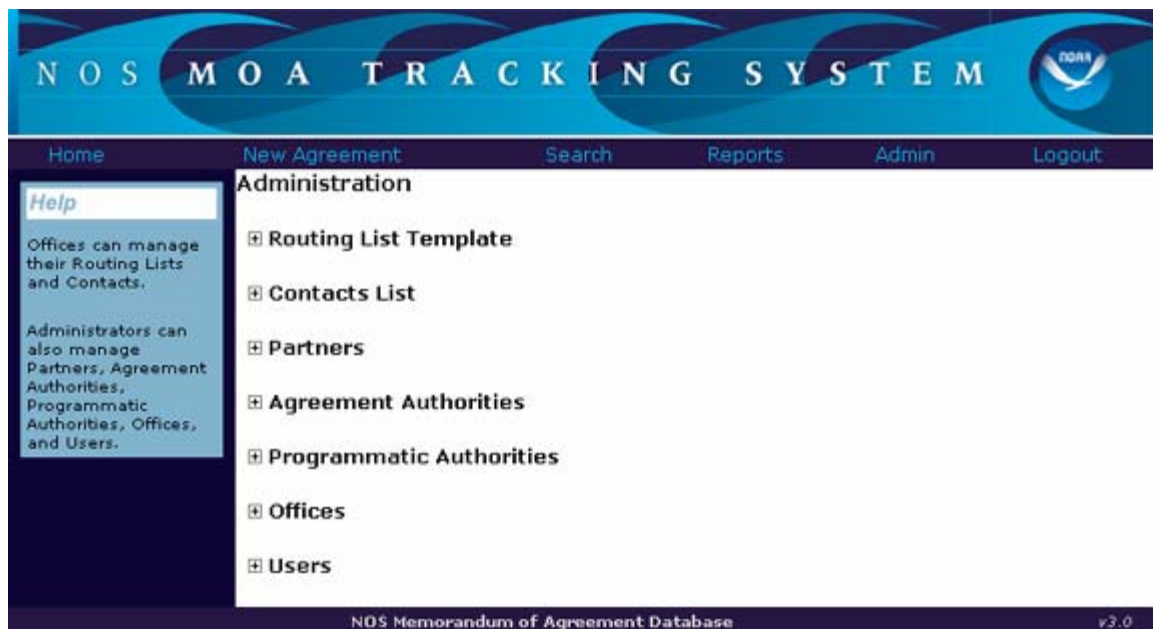 NOS MOA TRACKING SYSTEM
NOAA
Home New Agreement Search Reports Admin Logout
Help
Offices can manage
their Routing Lists
and Contacts.
Administrators can
also manage
Partners, Agreement
Authorities,
Programmatic
Authorities, Offices,
and Users.
Administration
Routing List Template
Contacts List
Partners
Agreement Authorities
Programmatic Authorities
Offices
Users
NOS Memorandum of Agreement Database v3.0